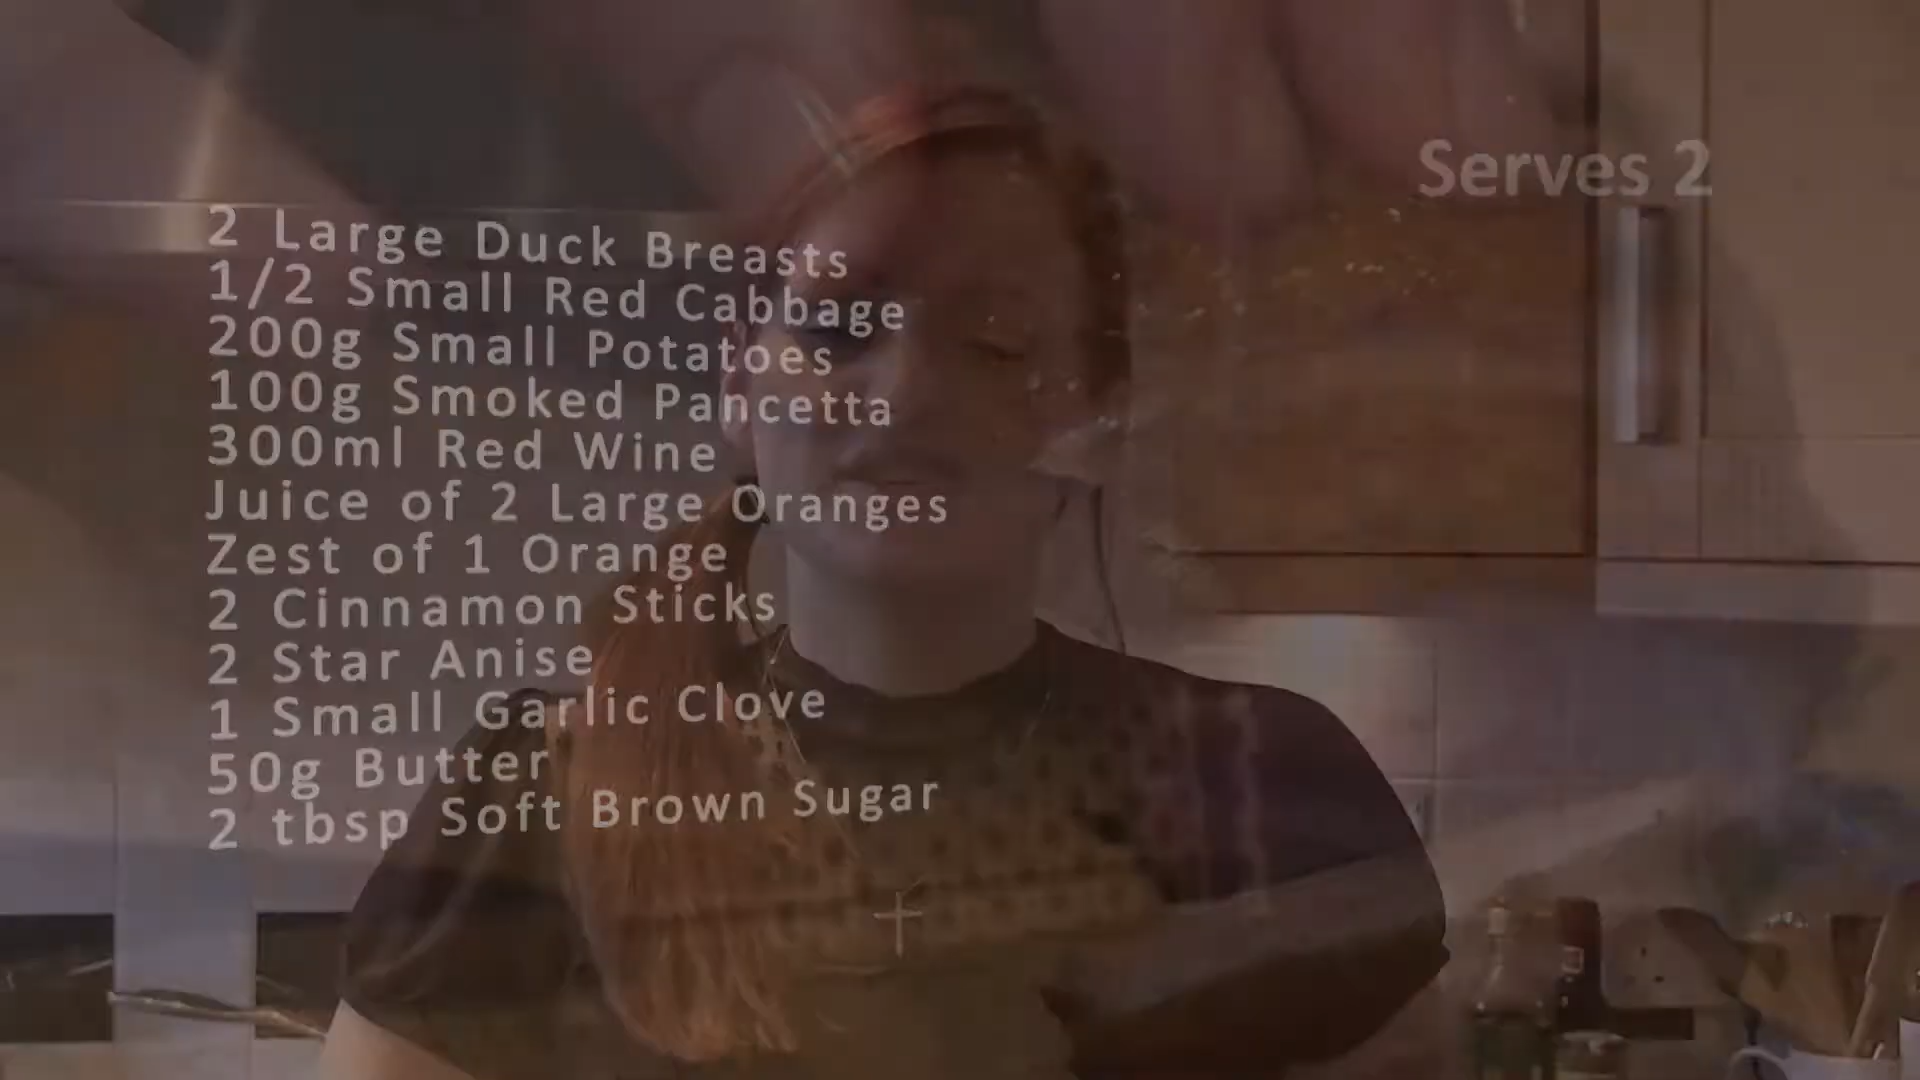 Serves 2
2 Large Duck Breasts
1/2 Small Red Cabbage
200g Small Potatoes
100g Smoked Pancetta
300ml Red Wine
Juice of 2 Large Oranges
Zest of 1 Orange
2 Cinnamon Sticks
2 Star Anise
1 Small Garlic Clove
50g Butter
2 tbsp Soft Brown Sugar